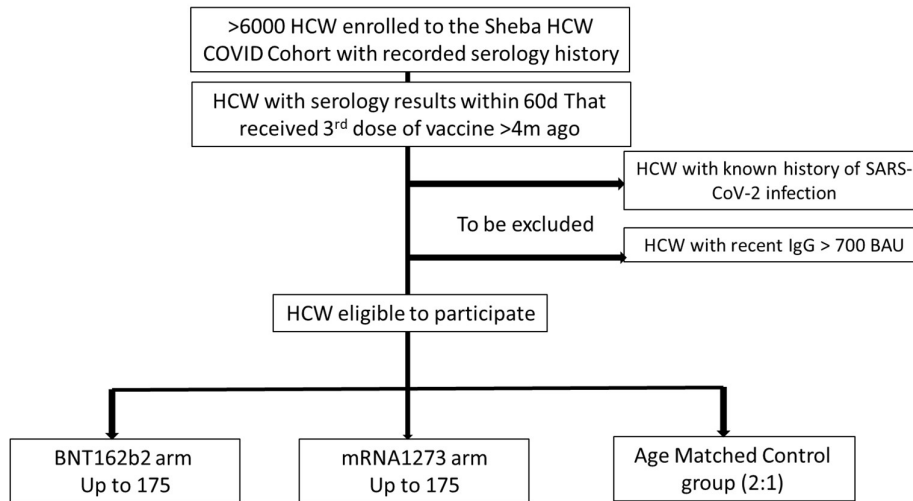 >6000 HCW enrolled to the Sheba HCW
COVID Cohort with recorded serology history
HCW with serology results within 60d That
received 3rd dose of vaccine >4m ago
HCW with known history of SARS-
CoV-2 infection
To be excluded
HCW with recent IgG > 700 BAU
HCW eligible to participate
BNT162b2 arm
Up to 175
mRNA1273 arm
Up to 175
Age Matched Control
group (2:1)